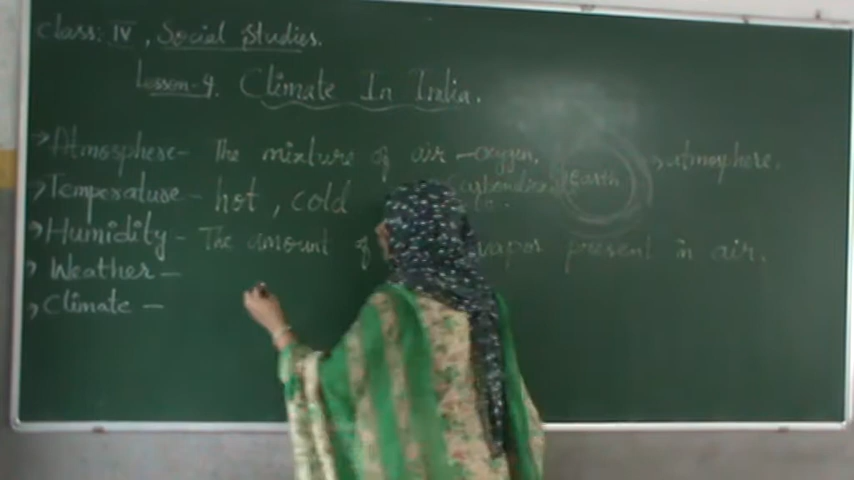 Class: IV, Social Studies.
Lesson-4. Climate In India.
→ Atmosphere- The mixture of air - oxygen,
Earth → atmosphere.
→ Temperature - hot, cold
→ Humidity - The amount of vapor present in air.
→ Weather -
→ Climate -